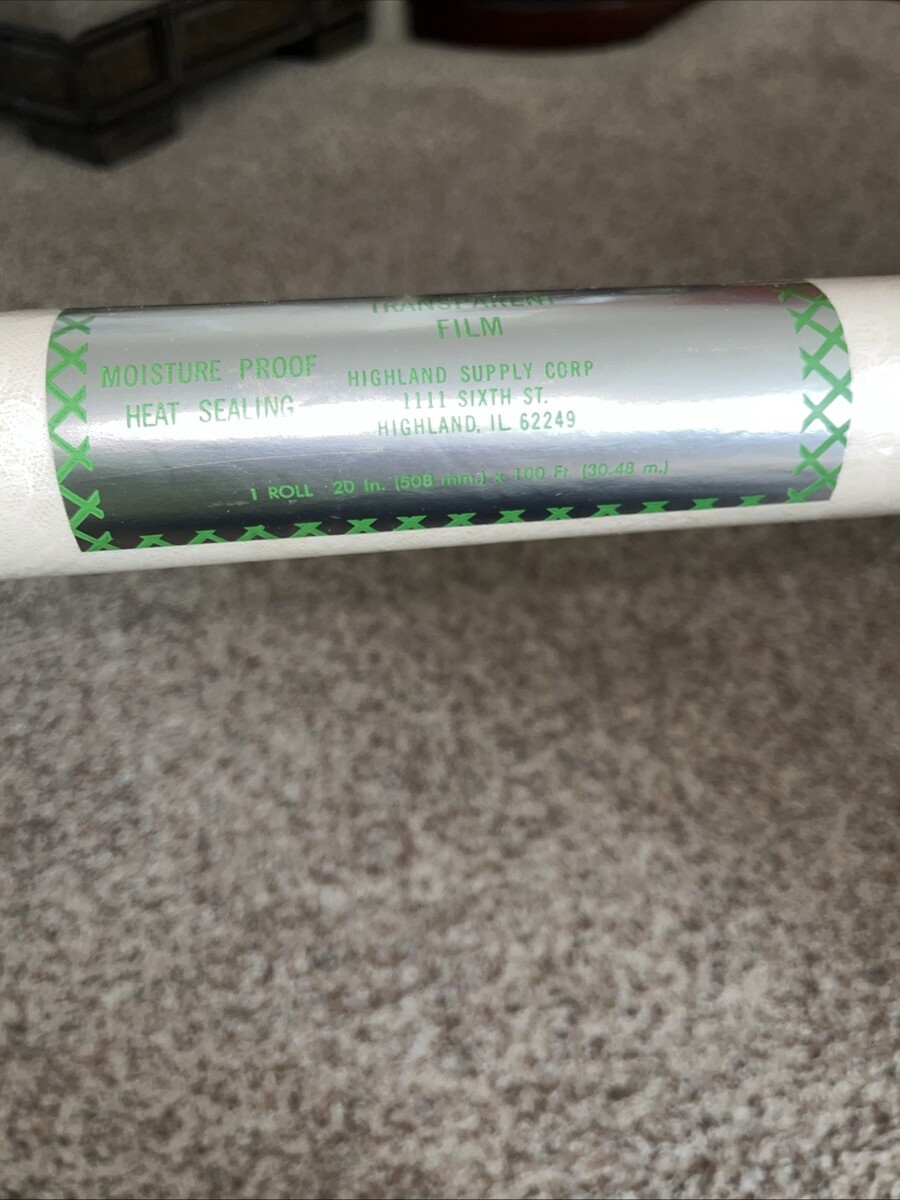 TRANSPARENT
FILM
MOISTURE PROOF
HEAT SEALING
HIGHLAND SUPPLY CORP
1111 SIXTH ST.
HIGHLAND, IL 62249
1 ROLL 20 In. (508 mm.) x 100 Ft. (30.48 m.)